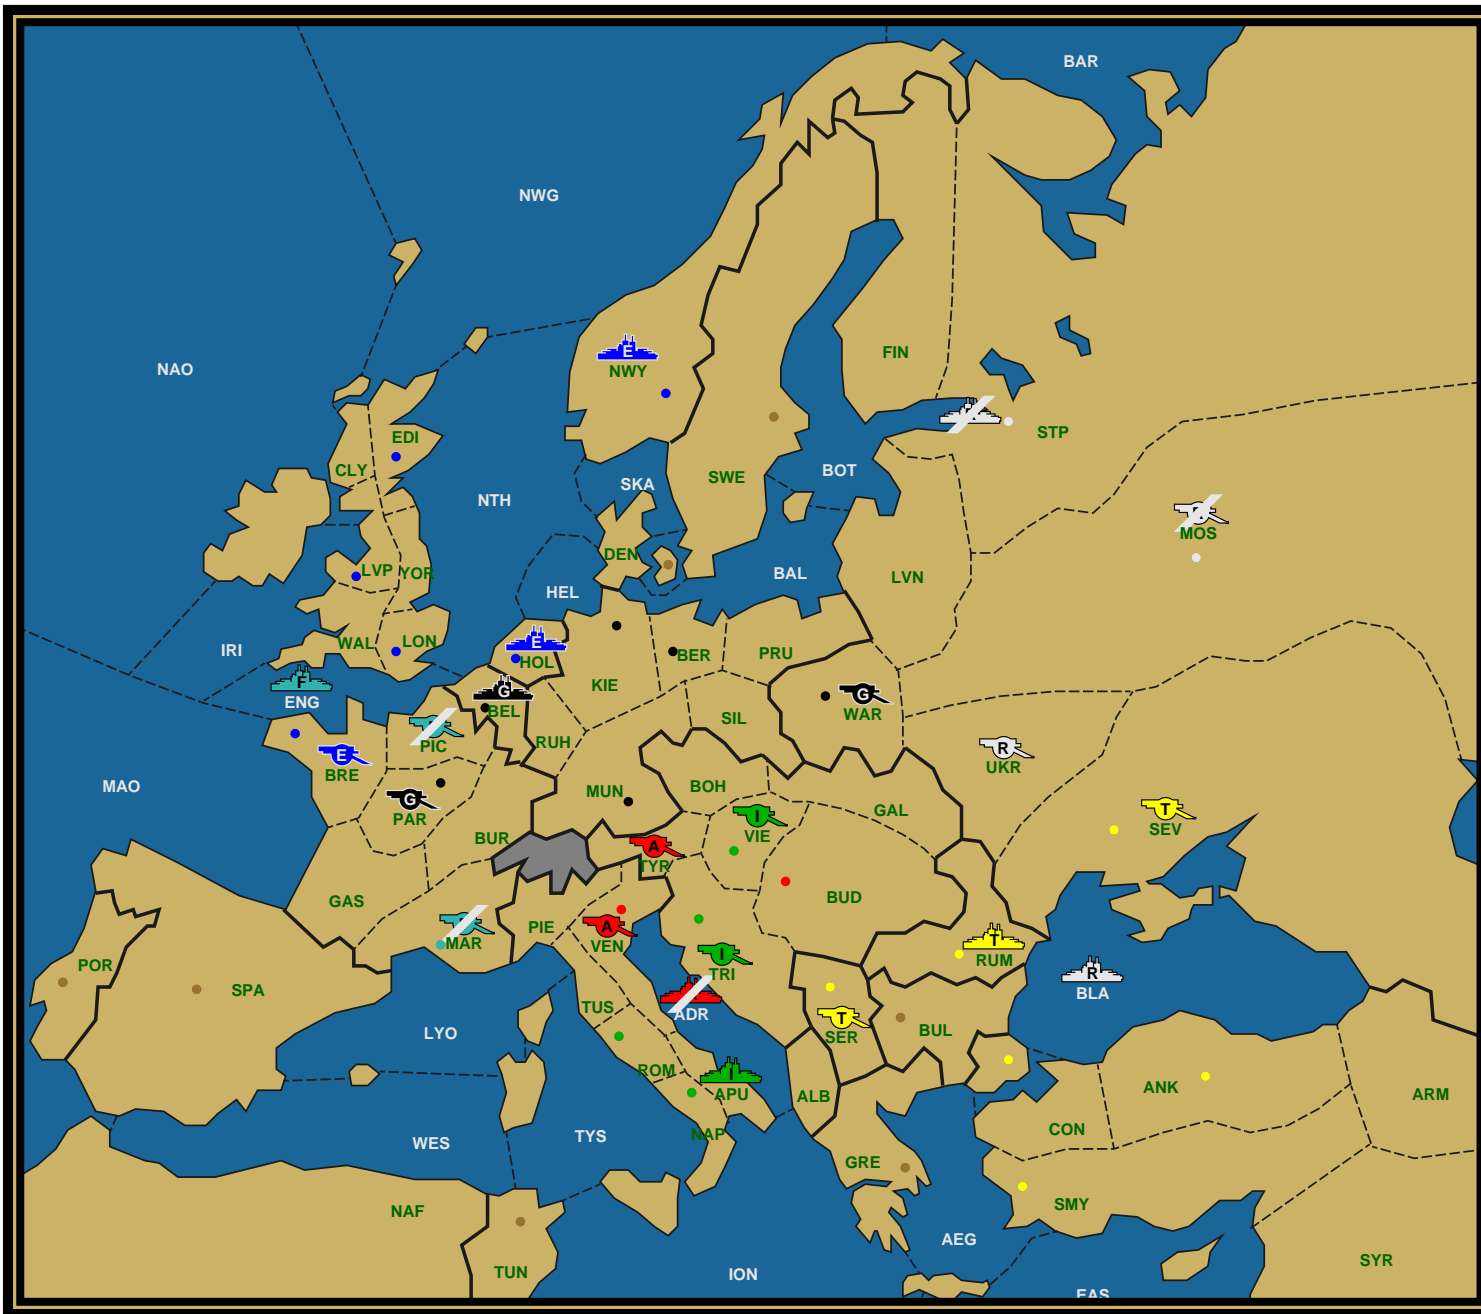 BAR
NWG
NAO
E
NWY
FIN
EDI
CLY
STP
SWE
BOT
SKA
NTH
MOS
DEN
LVP
YOR
BAL
LVN
HEL
IRI
WAL
LON
E
HOL
BER
PRU
KIE
F
ENG
G
BEL
G
WAR
SIL
PIC
RUH
R
UKR
E
BRE
MAO
MUN
BOH
G
PAR
I
VIE
GAL
T
SEV
BUR
A
TYR
BUD
GAS
PIE
A
VEN
MAR
T
RUM
I
TRI
POR
SPA
R
BLA
ADR
TUS
T
SER
BUL
LYO
ROM
I
APU
ALB
ANK
ARM
NAP
CON
WES
TYS
GRE
SMY
NAF
AEG
SYR
TUN
ION
EAS